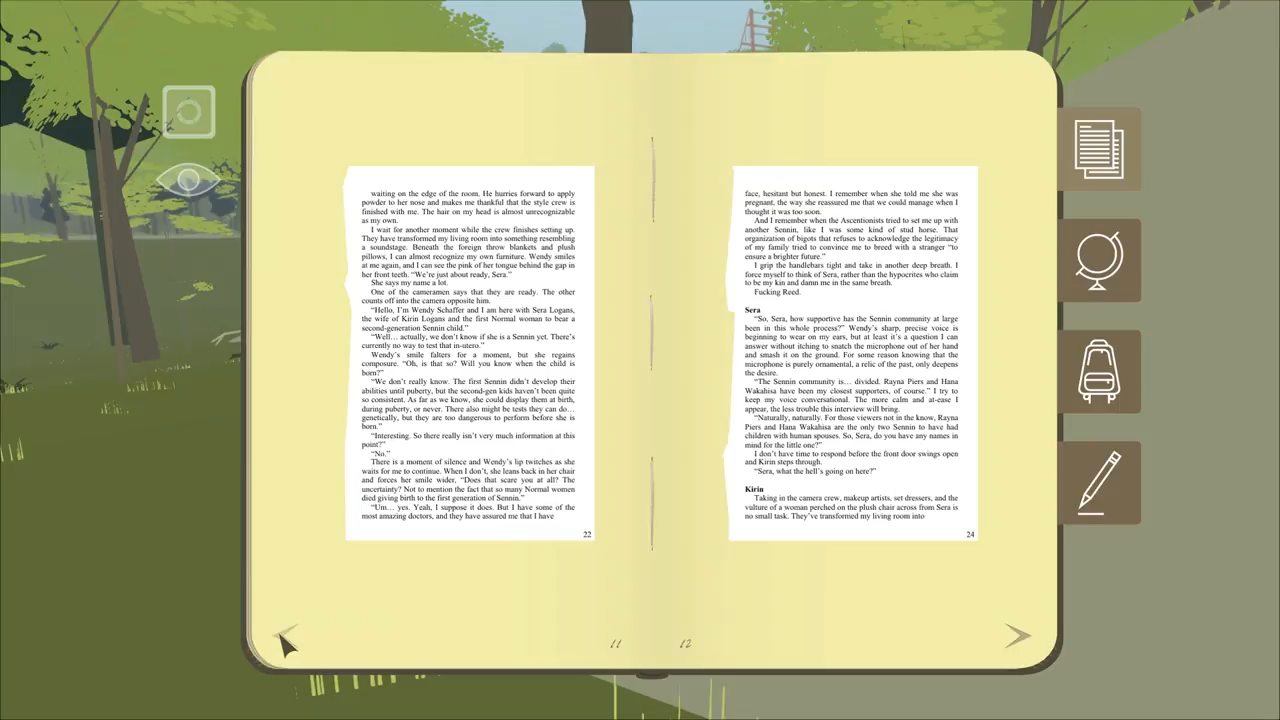 waiting on the edge of the room. He hurries forward to apply
powder to her nose and makes me thankful that the style crew is
finished with me. The hair on my head is almost unrecognizable
as my own.
I wait for another moment while the crew finishes setting up.
They have transformed my living room into something resembling
a soundstage. Beneath the foreign throw blankets and plush
pillows, I can almost recognize my own furniture. Wendy smiles
at me again, and I can see the pink of her tongue behind the gap in
her front teeth. “We're just about ready, Sera.”
She says my name a lot.
One of the cameramen says that they are ready. The other
counts off into the camera opposite him.
“Hello, I'm Wendy Schaffer and I am here with Sera Logans,
the wife of Kirin Logans and the first Normal woman to bear a
second-generation Sennin child.”
“Well… actually, we don't know if she is a Sennin yet. There's
currently no way to test that in-utero.”
Wendy's smile falters for a moment, but she regains
composure. “Oh, is that so? Will you know when the child is
born?”
“We don't really know. The first Sennin didn't develop their
abilities until puberty, but the second-gen kids haven't been quite
so consistent. As far as we know, she could display them at birth,
during puberty, or never. There also might be tests they can do…
genetically, but they are too dangerous to perform before she is
born.”
“Interesting. So there really isn't very much information at this
point?”
“No.”
There is a moment of silence and Wendy's lip twitches as she
waits for me to continue. When I don't, she leans back in her chair
and forces her smile wider. “Does that scare you at all? The
uncertainty? Not to mention the fact that so many Normal women
died giving birth to the first generation of Sennin.”
“Um… yes. Yeah, I suppose it does. But I have some of the
most amazing doctors, and they have assured me that I have
22
11
face, hesitant but honest. I remember when she told me she was
pregnant, the way she reassured me that we could manage when I
thought it was too soon.
And I remember when the Ascentionists tried to set me up with
another Sennin, like I was some kind of stud horse. That
organization of bigots that refuses to acknowledge the legitimacy
of my family tried to convince me to breed with a stranger “to
ensure a brighter future.”
I grip the handlebars tight and take in another deep breath. I
force myself to think of Sera, rather than the hypocrites who claim
to be my kin and damn me in the same breath.
Fucking Reed.
Sera
“So, Sera, how supportive has the Sennin community at large
been in this whole process?” Wendy's sharp, precise voice is
beginning to wear on my ears, but at least it's a question I can
answer without itching to snatch the microphone out of her hand
and smash it on the ground. For some reason knowing that the
microphone is purely ornamental, a relic of the past, only deepens
the desire.
“The Sennin community is… divided. Rayna Piers and Hana
Wakahisa have been my closest supporters, of course.” I try to
keep my voice conversational. The more calm and at-ease I
appear, the less trouble this interview will bring.
“Naturally, naturally. For those viewers not in the know, Rayna
Piers and Hana Wakahisa are the only two Sennin to have had
children with human spouses. So, Sera, do you have any names in
mind for the little one?”
I don't have time to respond before the front door swings open
and Kirin steps through.
“Sera, what the hell's going on here?”
Kirin
Taking in the camera crew, makeup artists, set dressers, and the
vulture of a woman perched on the plush chair across from Sera is
no small task. They've transformed my living room into
24
12